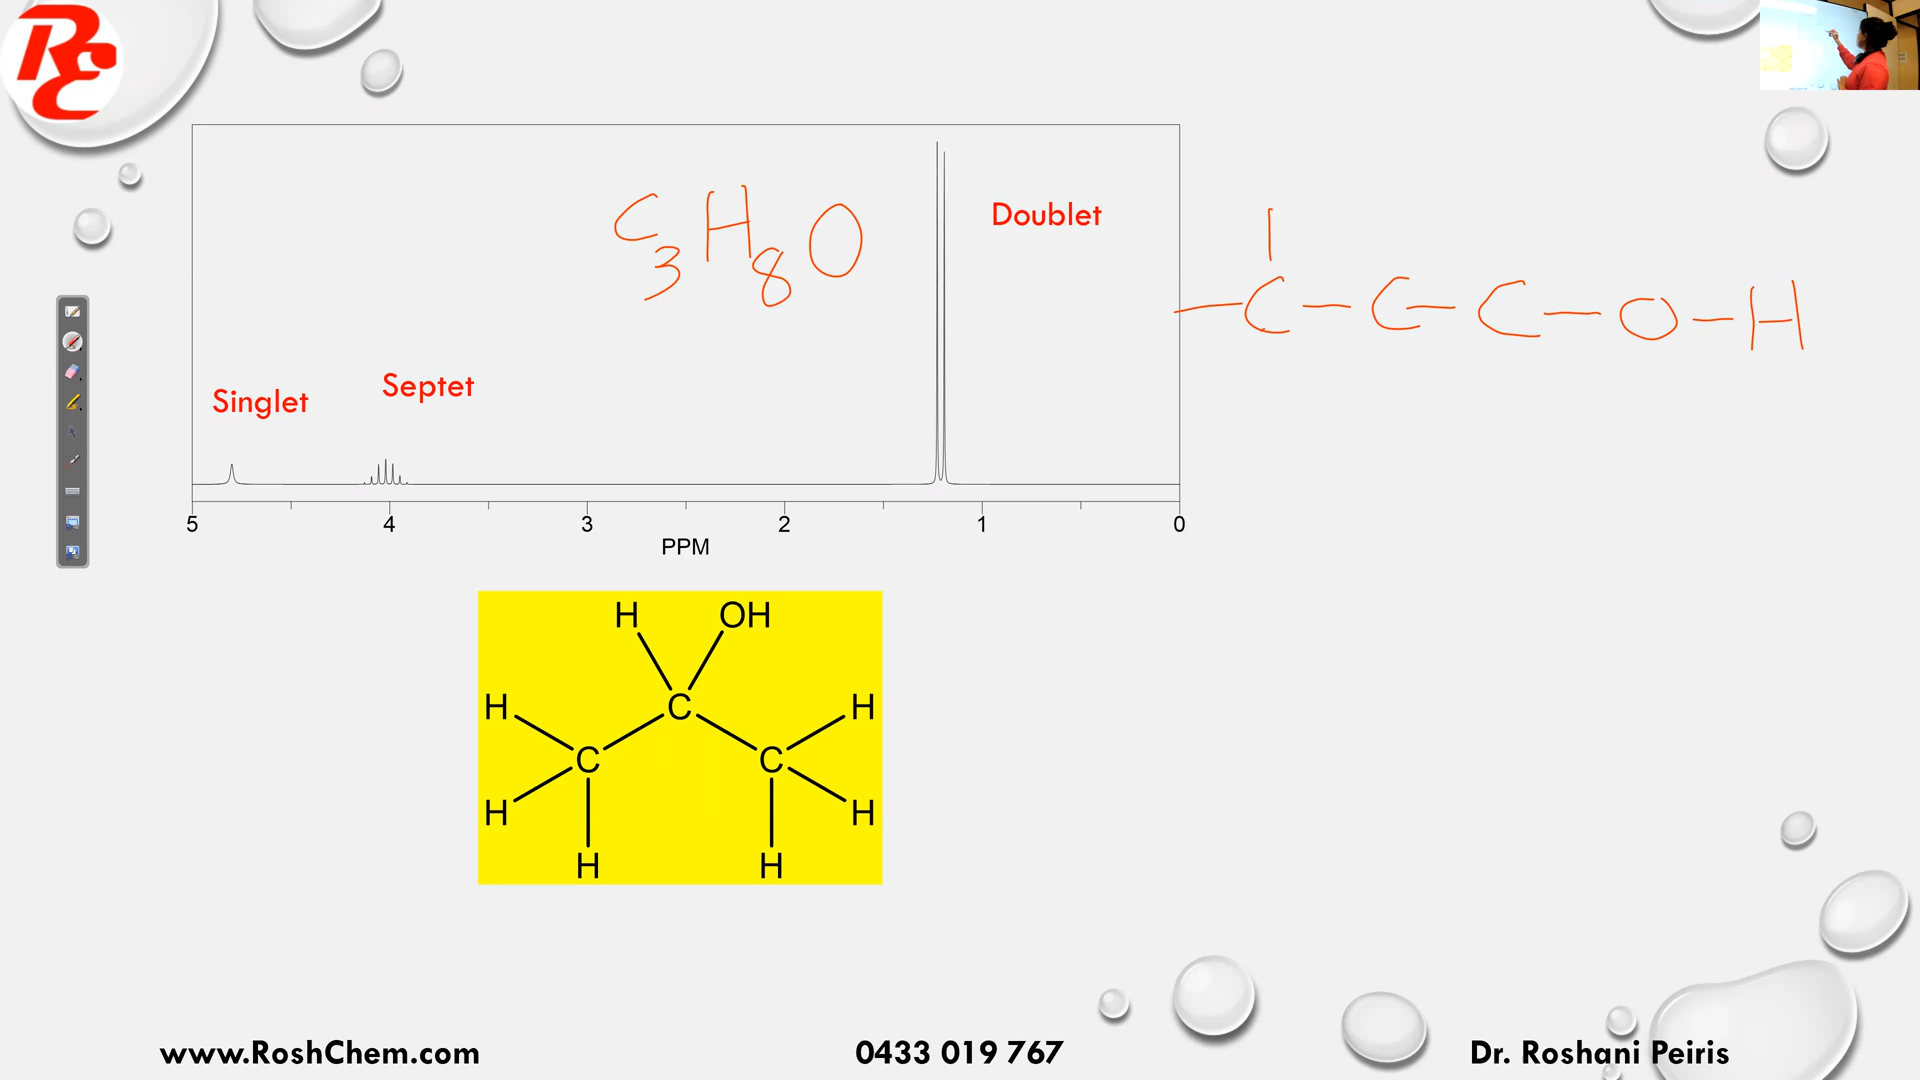 RC
C3H8O
Doublet
C - C - C - O - H
Singlet
Septet
5 4 3 2 1 0
PPM
H OH
H C H
C C
H H
H H
www.RoshChem.com 0433 019 767 Dr. Roshani Peiris